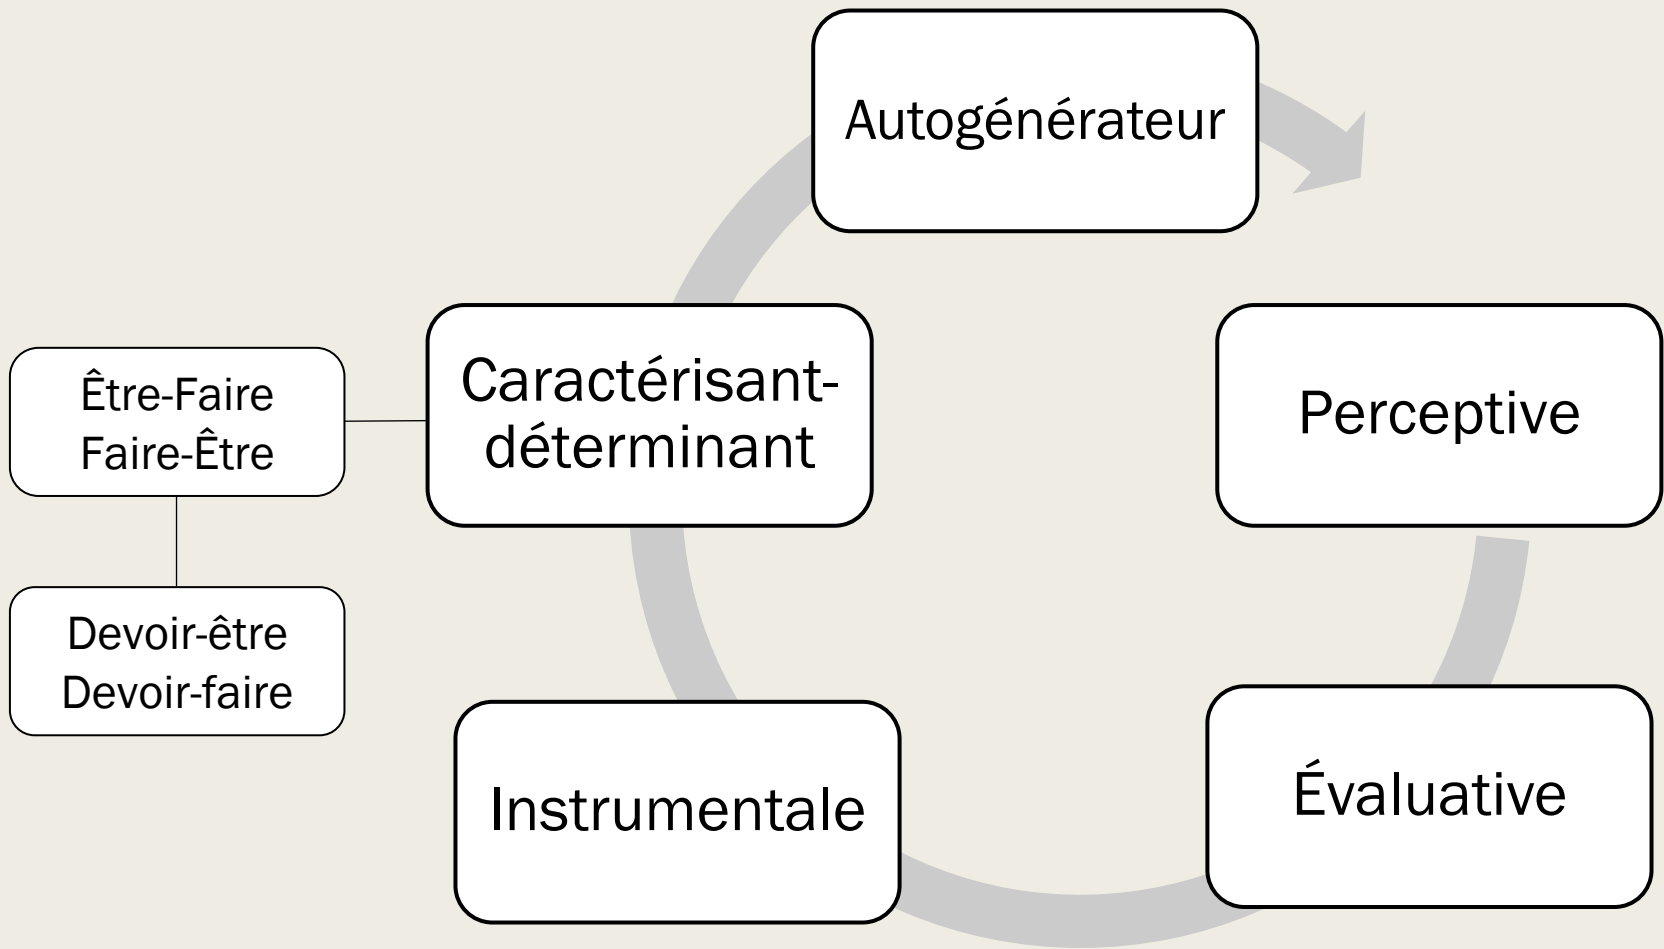 Autogénérateur
Perceptive
Évaluative
Instrumentale
Caractérisant-
déterminant
Être-Faire
Faire-Être
Devoir-être
Devoir-faire